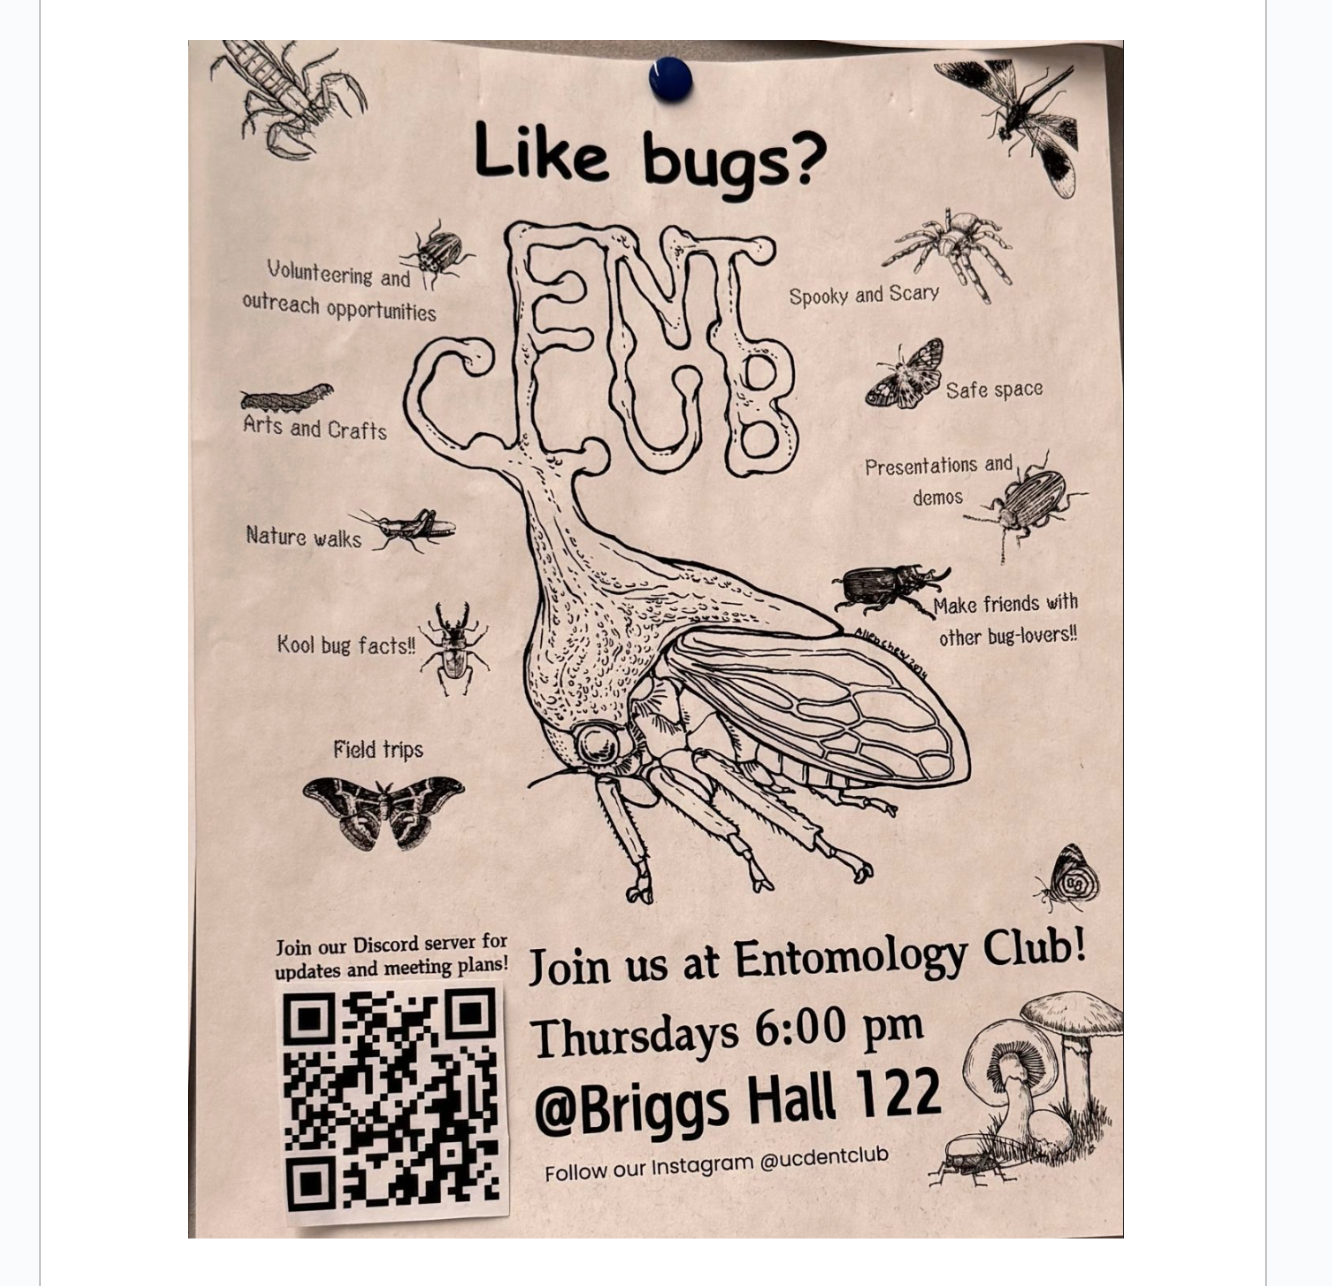 Like bugs?
ENT
CLUB
Volunteering and
outreach opportunities
Spooky and Scary
Arts and Crafts
Safe space
Nature walks
Presentations and
demos
Kool bug facts!!
Make friends with
other bug-lovers!!
Field trips
Join our Discord server for
updates and meeting plans!
Join us at Entomology Club!
Thursdays 6:00 pm
@Briggs Hall 122
Follow our Instagram @ucdentclub